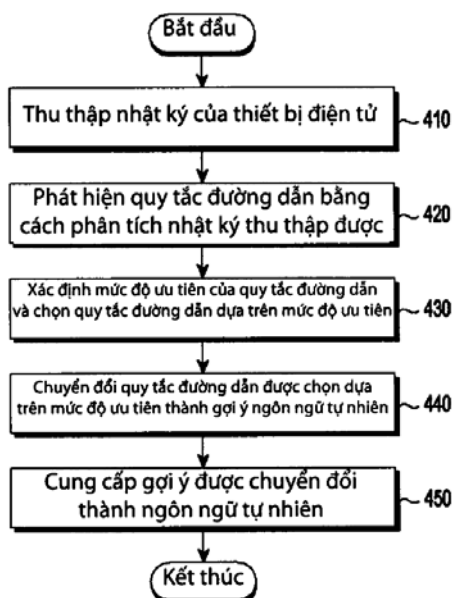 Bắt đầu
Thu thập nhật ký của thiết bị điện tử
410
Phát hiện quy tắc đường dẫn bằng
cách phân tích nhật ký thu thập được
420
Xác định mức độ ưu tiên của quy tắc đường dẫn
và chọn quy tắc đường dẫn dựa trên mức độ ưu tiên
430
Chuyển đổi quy tắc đường dẫn được chọn dựa
trên mức độ ưu tiên thành gợi ý ngôn ngữ tự nhiên
440
Cung cấp gợi ý được chuyển đổi
thành ngôn ngữ tự nhiên
450
Kết thúc